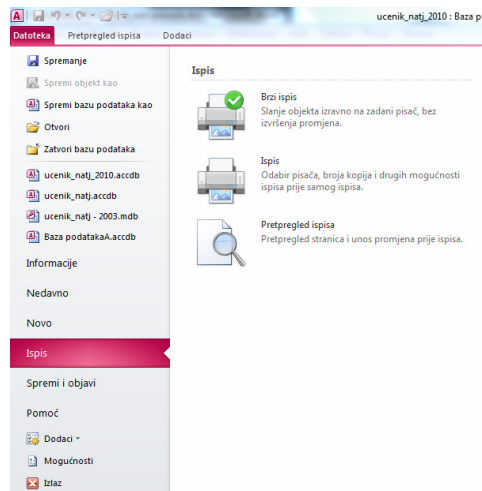 ucenik_natj_2010 : Baza p
Datoteka Pretpregled ispisa Dodaci
Spremanje
Spremi objekt kao
Spremi bazu podataka kao
Otvori
Zatvori bazu podataka
ucenik_natj_2010.accdb
ucenik_natj.accdb
ucenik_natj - 2003.mdb
Baza podatakaA.accdb
Informacije
Nedavno
Novo
Ispis
Spremi i objavi
Pomoć
Dodaci
Mogućnosti
Izlaz
Ispis
Brzi ispis
Slanje objekta izravno na zadani pisač, bez
izvršenja promjena.
Ispis
Odabir pisača, broja kopija i drugih mogućnosti
ispisa prije samog ispisa.
Pretpregled ispisa
Pretpregled stranica i unos promjena prije ispisa.